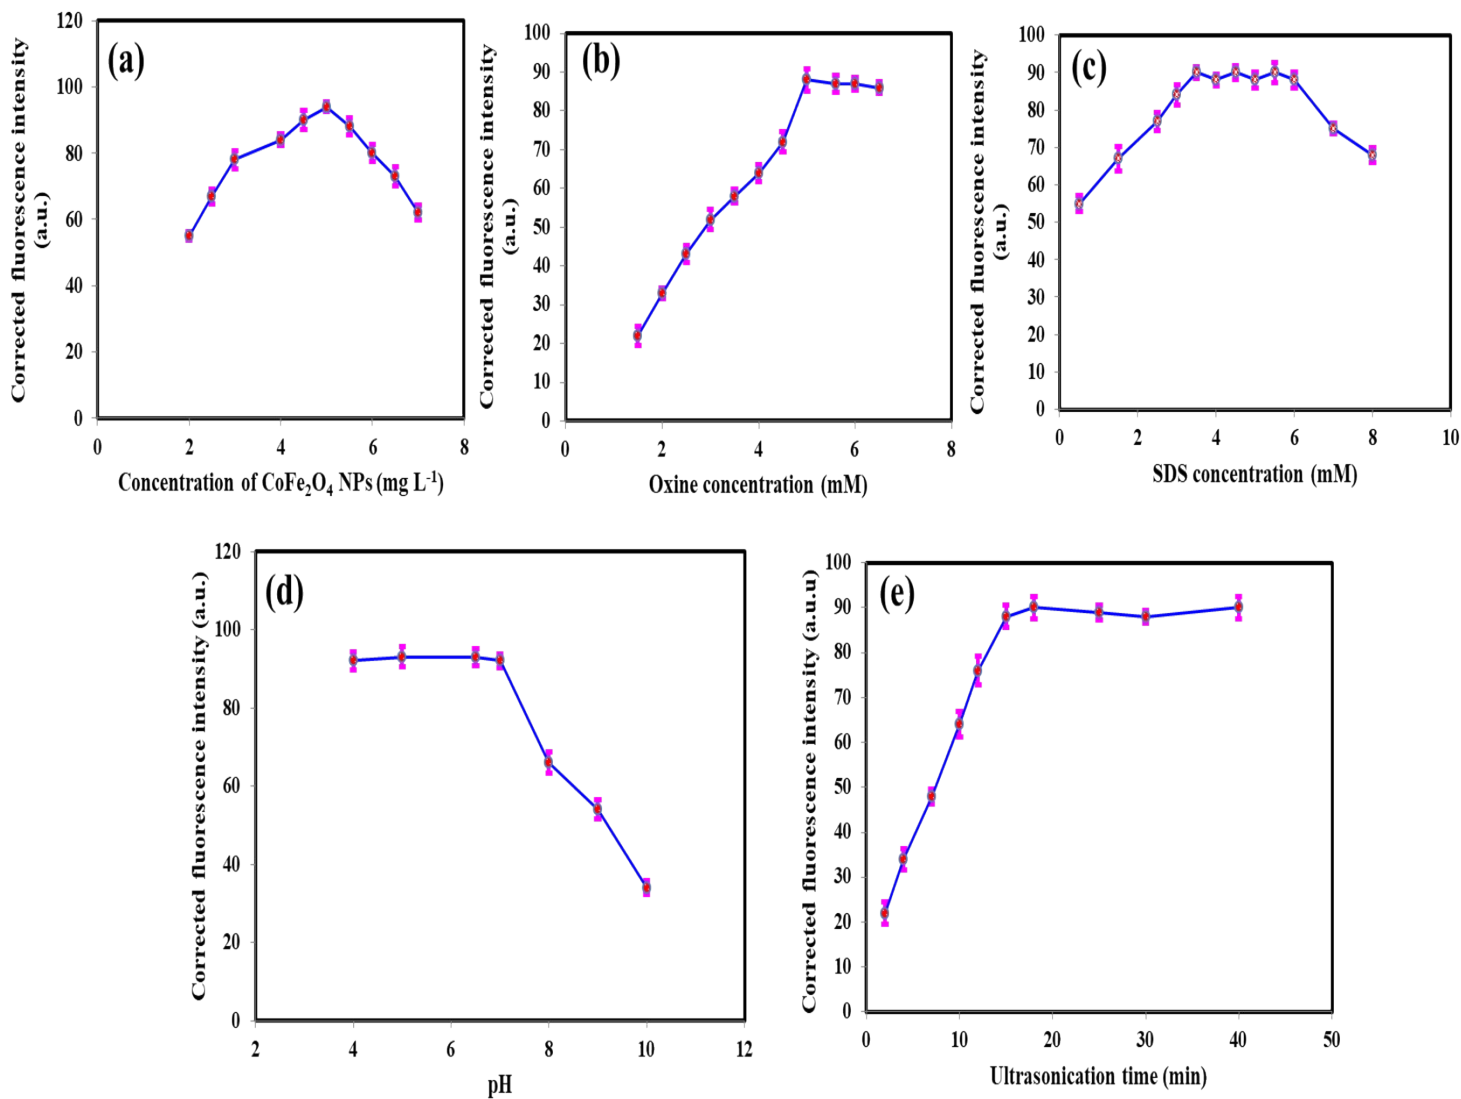 (a)
Corrected fluorescence intensity
(a.u.)
120
100
80
60
40
20
0
0 2 4 6 8
Concentration of CoFe₂O₄ NPs (mg L⁻¹)
(b)
Corrected fluorescence intensity
(a.u.)
100
90
80
70
60
50
40
30
20
10
0
0 2 4 6 8
Oxine concentration (mM)
(c)
Corrected fluorescence intensity
(a.u.)
100
90
80
70
60
50
40
30
20
10
0
0 2 4 6 8 10
SDS concentration (mM)
(d)
Corrected fluorescence intensity (a.u.)
120
100
80
60
40
20
0
2 4 6 8 10 12
pH
(e)
Corrected fluorescence intensity (a.u.u)
100
90
80
70
60
50
40
30
20
10
0
0 10 20 30 40 50
Ultrasonication time (min)